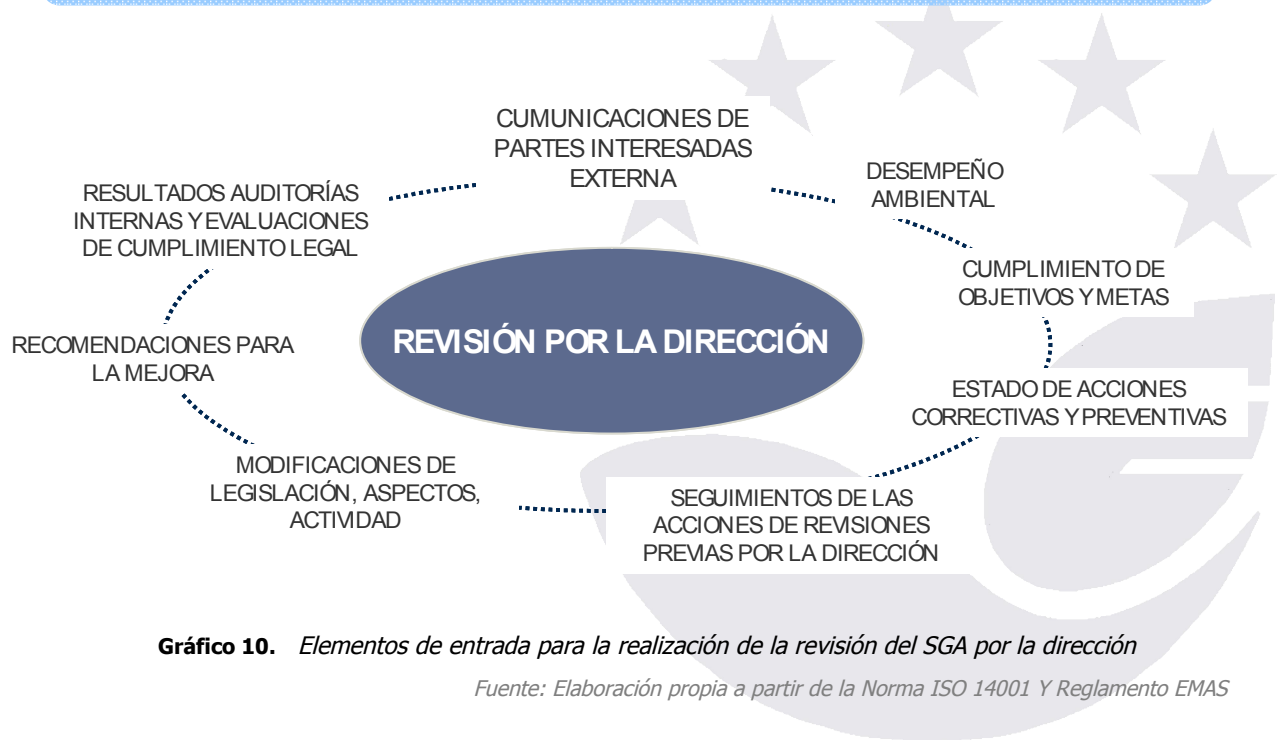 CUMUNICACIONES DE
PARTES INTERESADAS
EXTERNA
DESEMPEÑO
AMBIENTAL
CUMPLIMIENTO DE
OBJETIVOS Y METAS
ESTADO DE ACCIONES
CORRECTIVAS Y PREVENTIVAS
SEGUIMIENTOS DE LAS
ACCIONES DE REVISIONES
PREVIAS POR LA DIRECCIÓN
MODIFICACIONES DE
LEGISLACIÓN, ASPECTOS,
ACTIVIDAD
RECOMENDACIONES PARA
LA MEJORA
RESULTADOS AUDITORÍAS
INTERNAS Y EVALUACIONES
DE CUMPLIMIENTO LEGAL
REVISIÓN POR LA DIRECCIÓN
Gráfico 10. Elementos de entrada para la realización de la revisión del SGA por la dirección
Fuente: Elaboración propia a partir de la Norma ISO 14001 Y Reglamento EMAS